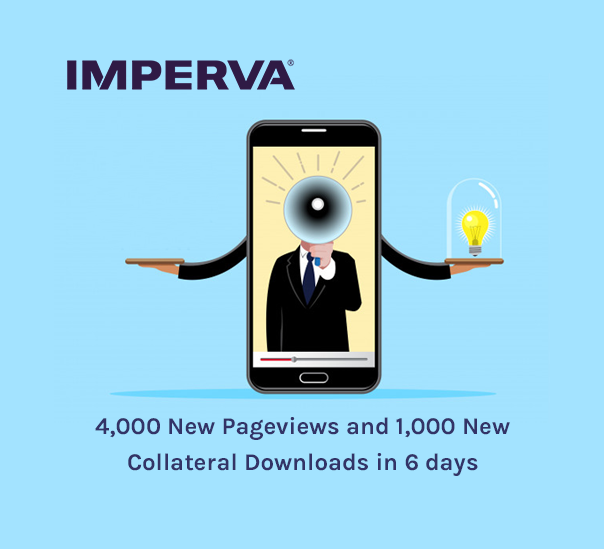 IMPERVA®
4,000 New Pageviews and 1,000 New
Collateral Downloads in 6 days